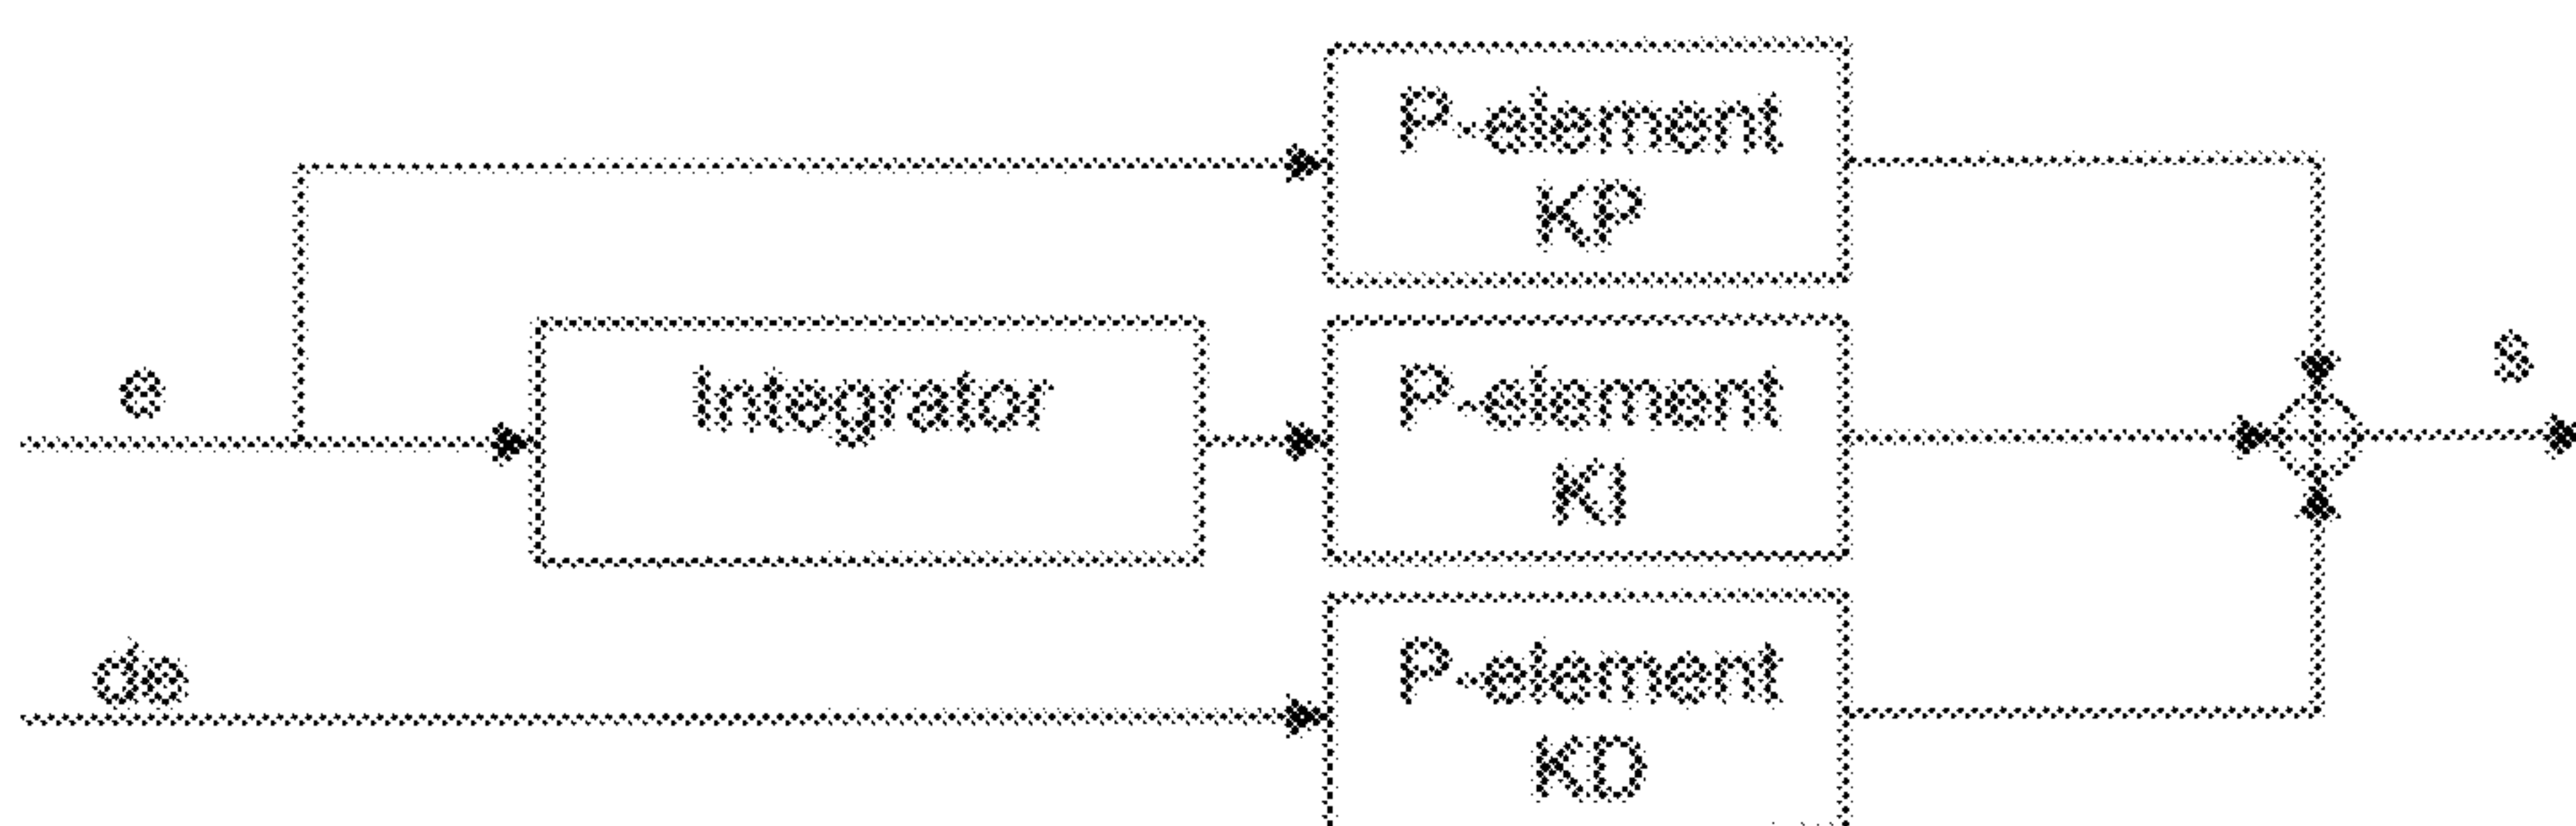 P-element
KP
e
Integrator
P-element
KI
s
de
P-element
KD